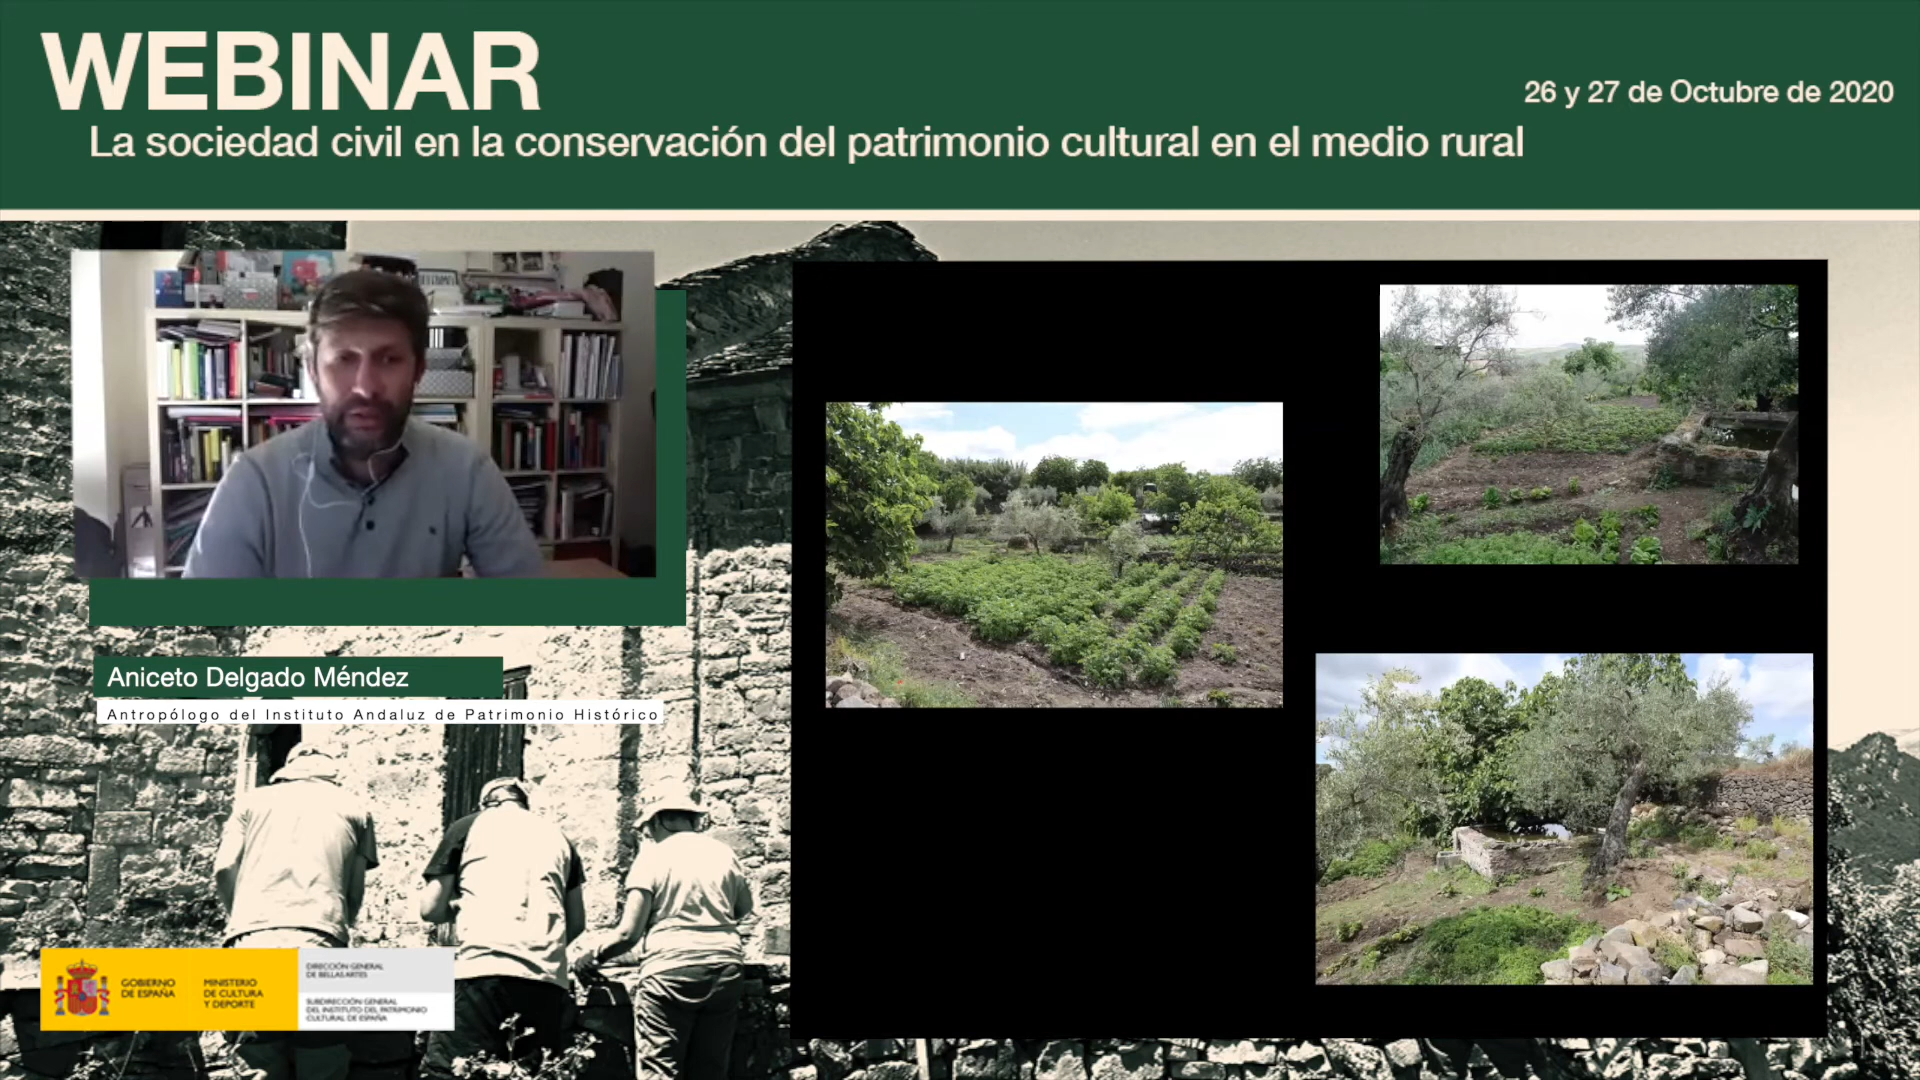 WEBINAR
26 y 27 de Octubre de 2020
La sociedad civil en la conservación del patrimonio cultural en el medio rural
Aniceto Delgado Méndez
Antropólogo del Instituto Andaluz de Patrimonio Histórico
GOBIERNO
DE ESPAÑA
MINISTERIO
DE CULTURA
Y DEPORTE
DIRECCIÓN GENERAL
DE BELLAS ARTES
SUBDIRECCIÓN GENERAL
DEL INSTITUTO DEL PATRIMONIO
CULTURAL DE ESPAÑA